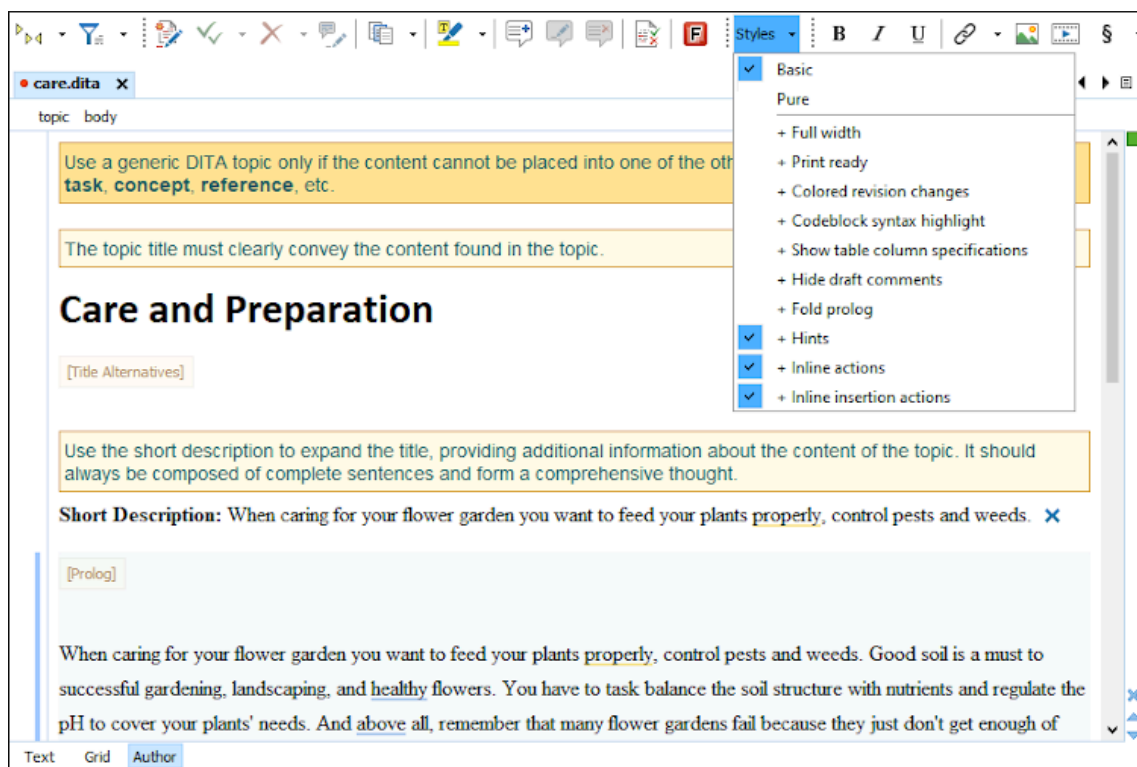 F Styles B I U §
care.dita X
topic body
Basic
Pure
+ Full width
+ Print ready
+ Colored revision changes
+ Codeblock syntax highlight
+ Show table column specifications
+ Hide draft comments
+ Fold prolog
+ Hints
+ Inline actions
+ Inline insertion actions
Use a generic DITA topic only if the content cannot be placed into one of the oth
task, concept, reference, etc.
The topic title must clearly convey the content found in the topic.
Care and Preparation
[Title Alternatives]
Use the short description to expand the title, providing additional information about the content of the topic. It should
always be composed of complete sentences and form a comprehensive thought.
Short Description: When caring for your flower garden you want to feed your plants properly, control pests and weeds.
[Prolog]
When caring for your flower garden you want to feed your plants properly, control pests and weeds. Good soil is a must to
successful gardening, landscaping, and healthy flowers. You have to task balance the soil structure with nutrients and regulate the
pH to cover your plants' needs. And above all, remember that many flower gardens fail because they just don't get enough of
Text Grid Author